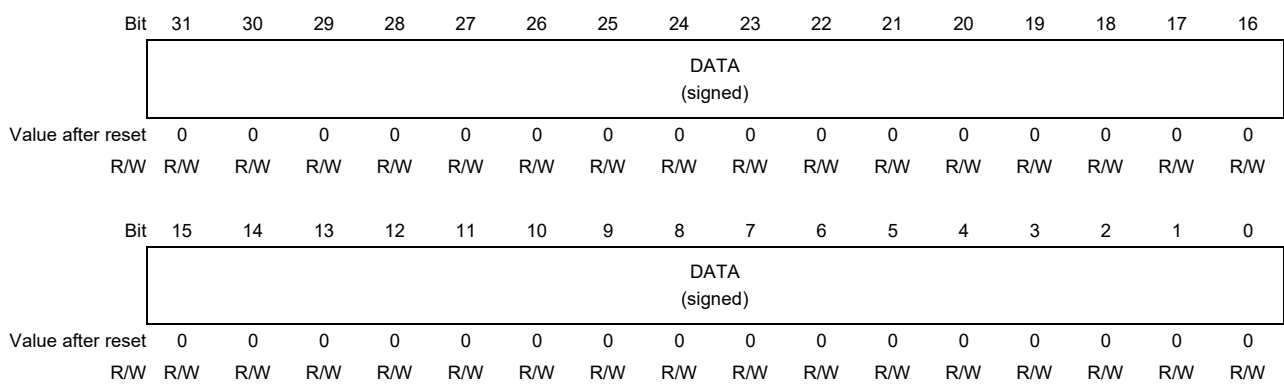 Bit 31 30 29 28 27 26 25 24 23 22 21 20 19 18 17 16
DATA
(signed)
Value after reset 0 0 0 0 0 0 0 0 0 0 0 0 0 0 0 0
R/W R/W R/W R/W R/W R/W R/W R/W R/W R/W R/W R/W R/W R/W R/W R/W R/W
Bit 15 14 13 12 11 10 9 8 7 6 5 4 3 2 1 0
DATA
(signed)
Value after reset 0 0 0 0 0 0 0 0 0 0 0 0 0 0 0 0
R/W R/W R/W R/W R/W R/W R/W R/W R/W R/W R/W R/W R/W R/W R/W R/W R/W